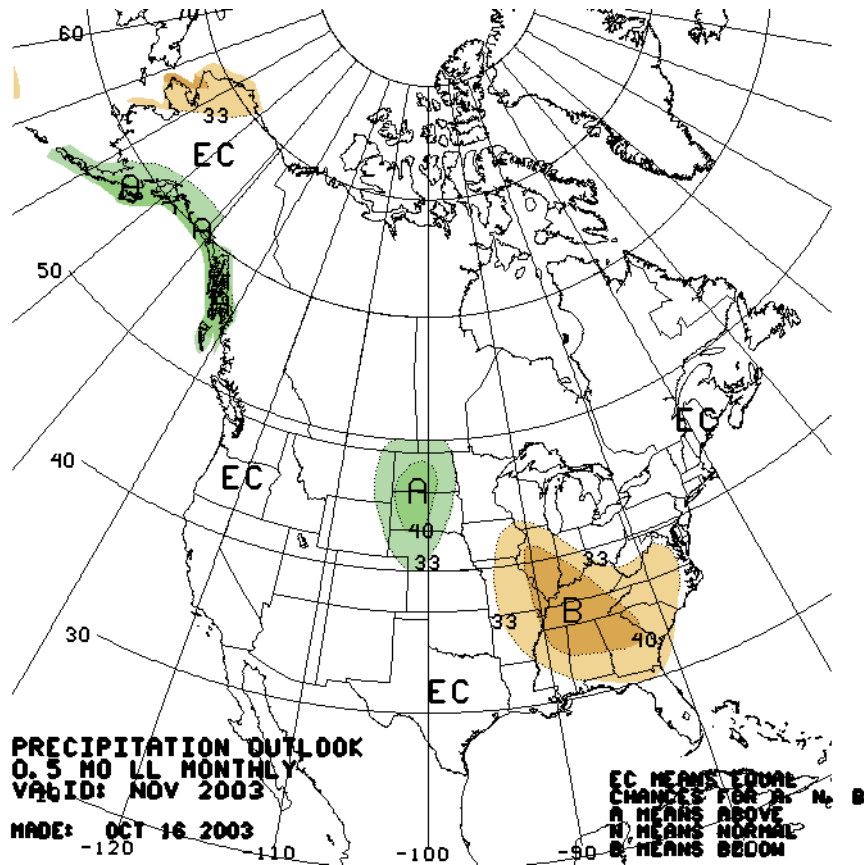 60
70
33
EC
A
A
50
EC
40
EC
A
40
33
33
B
33
40
30
EC
PRECIPITATION OUTLOOK
0.5 MO LL MONTHLY
VALID: NOV 2003
MADE: OCT 16 2003
EC MEANS EQUAL
CHANCES FOR A, N, B
A MEANS ABOVE
N MEANS NORMAL
B MEANS BELOW
-120
-110
-100
-90